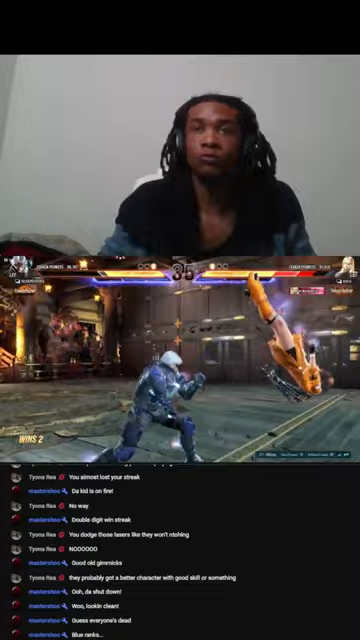 35
WINS 2
Tyona Rea You almost lost your streak
mastershoo Da kid is on fire!
Tyona Rea No way
mastershoo Double digit win streak
mastershoo You dodge those lasers like they won't nishing
Tyona Rea NOOOOOO
mastershoo Good old gimmicks
Tyona Rea they probably got a better character with good skill or something
mastershoo Ooh, da shut down!
mastershoo Woo, lookin clean!
mastershoo Guess everyone's dead
mastershoo Blue ranks...